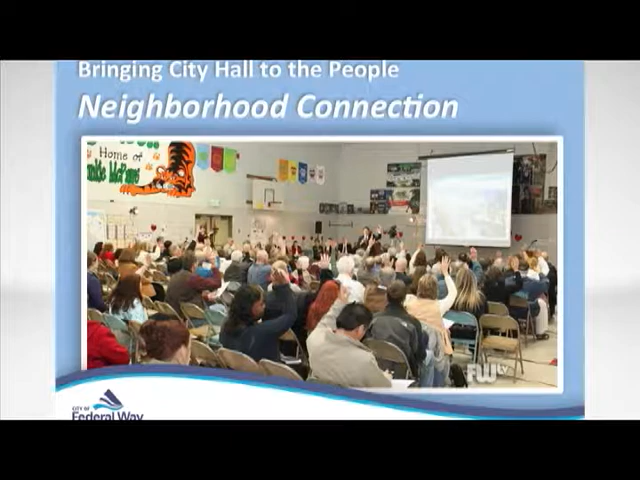 Bringing City Hall to the People
Neighborhood Connection
Home of
FWtv
CITY OF
Federal Way